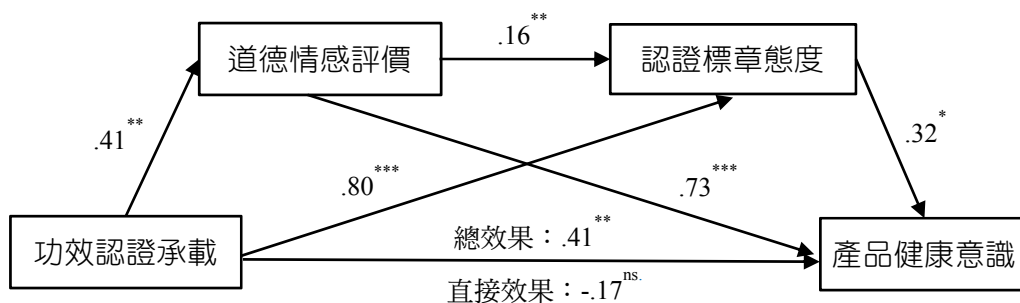 .16**
道德情感評價
認證標章態度
.41**
.32*
.80***
.73***
總效果：.41**
功效認證承載
產品健康意識
直接效果：-.17ns.